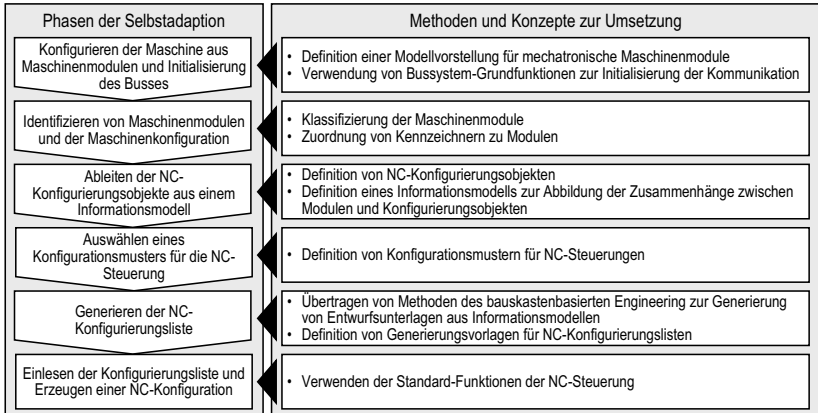 Phasen der Selbstadaption
Methoden und Konzepte zur Umsetzung
Konfigurieren der Maschine aus
Maschinenmodulen und Initialisierung
des Busses
• Definition einer Modellvorstellung für mechatronische Maschinenmodule
• Verwendung von Bussystem-Grundfunktionen zur Initialisierung der Kommunikation
Identifizieren von Maschinenmodulen
und der Maschinenkonfiguration
• Klassifizierung der Maschinenmodule
• Zuordnung von Kennzeichnern zu Modulen
Ableiten der NC-
Konfigurierungsobjekte aus einem
Informationsmodell
• Definition von NC-Konfigurierungsobjekten
• Definition eines Informationsmodells zur Abbildung der Zusammenhänge zwischen
Modulen und Konfigurierungsobjekten
Auswählen eines
Konfigurationsmusters für die NC-
Steuerung
• Definition von Konfigurationsmustern für NC-Steuerungen
Generieren der NC-
Konfigurierungsliste
• Übertragen von Methoden des bauskastenbasierten Engineering zur Generierung
von Entwurfsunterlagen aus Informationsmodellen
• Definition von Generierungsvorlagen für NC-Konfigurierungslisten
Einlesen der Konfigurierungsliste und
Erzeugen einer NC-Konfiguration
• Verwenden der Standard-Funktionen der NC-Steuerung